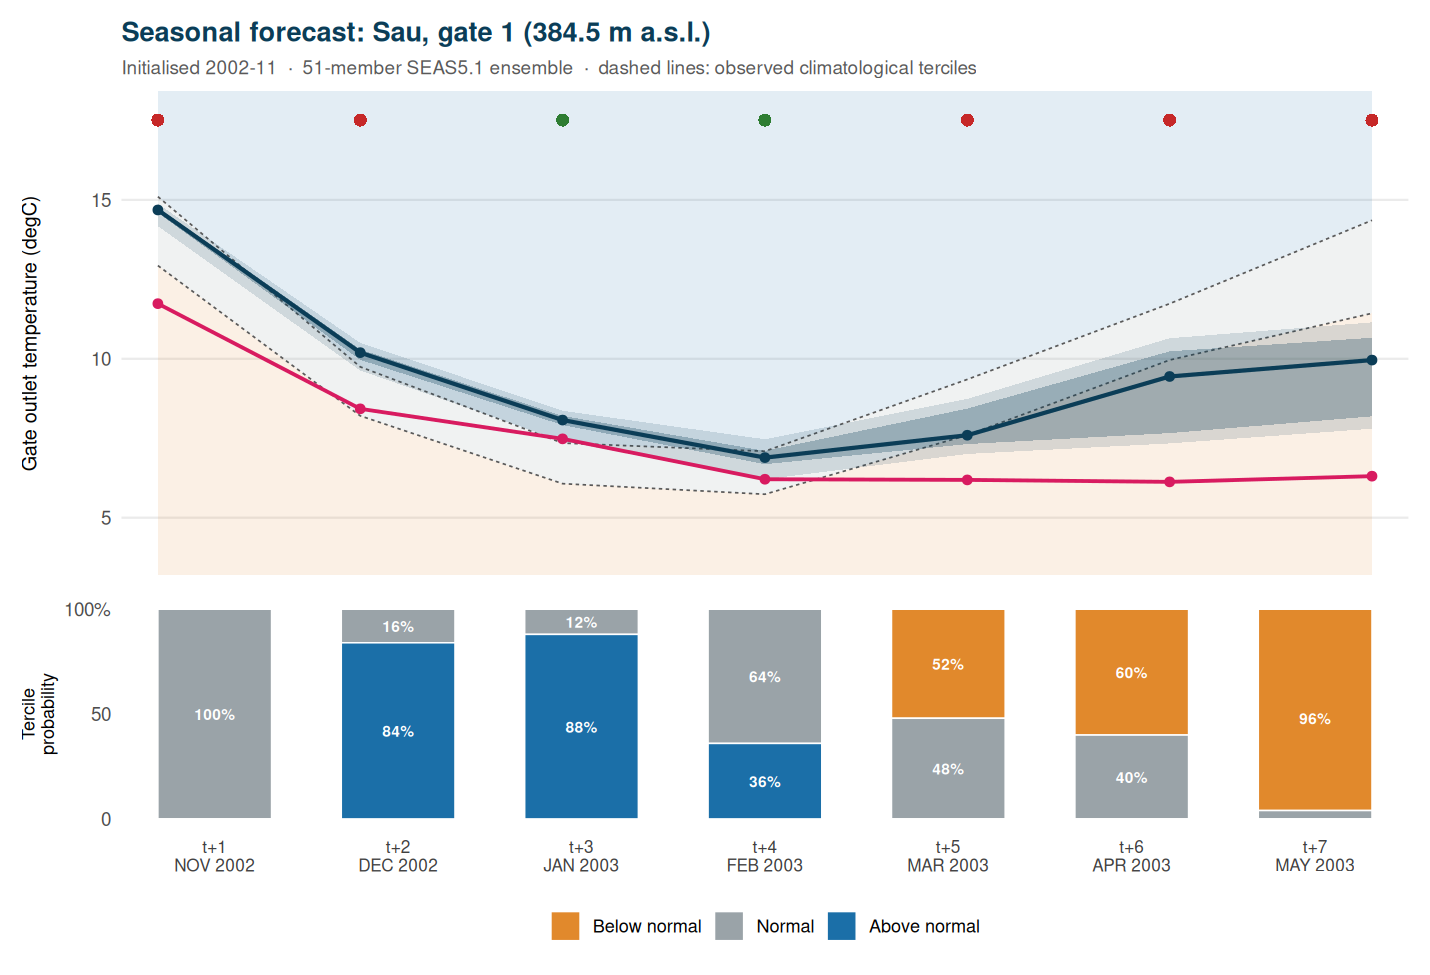 Seasonal forecast: Sau, gate 1 (384.5 m a.s.l.)
Initialised 2002-11 · 51-member SEAS5.1 ensemble · dashed lines: observed climatological terciles
Gate outlet temperature (degC)
15
10
5
Tercile
probability
100%
50
0
100%
16%
84%
12%
88%
64%
36%
52%
48%
60%
40%
96%
t+1
NOV 2002
t+2
DEC 2002
t+3
JAN 2003
t+4
FEB 2003
t+5
MAR 2003
t+6
APR 2003
t+7
MAY 2003
Below normal
Normal
Above normal